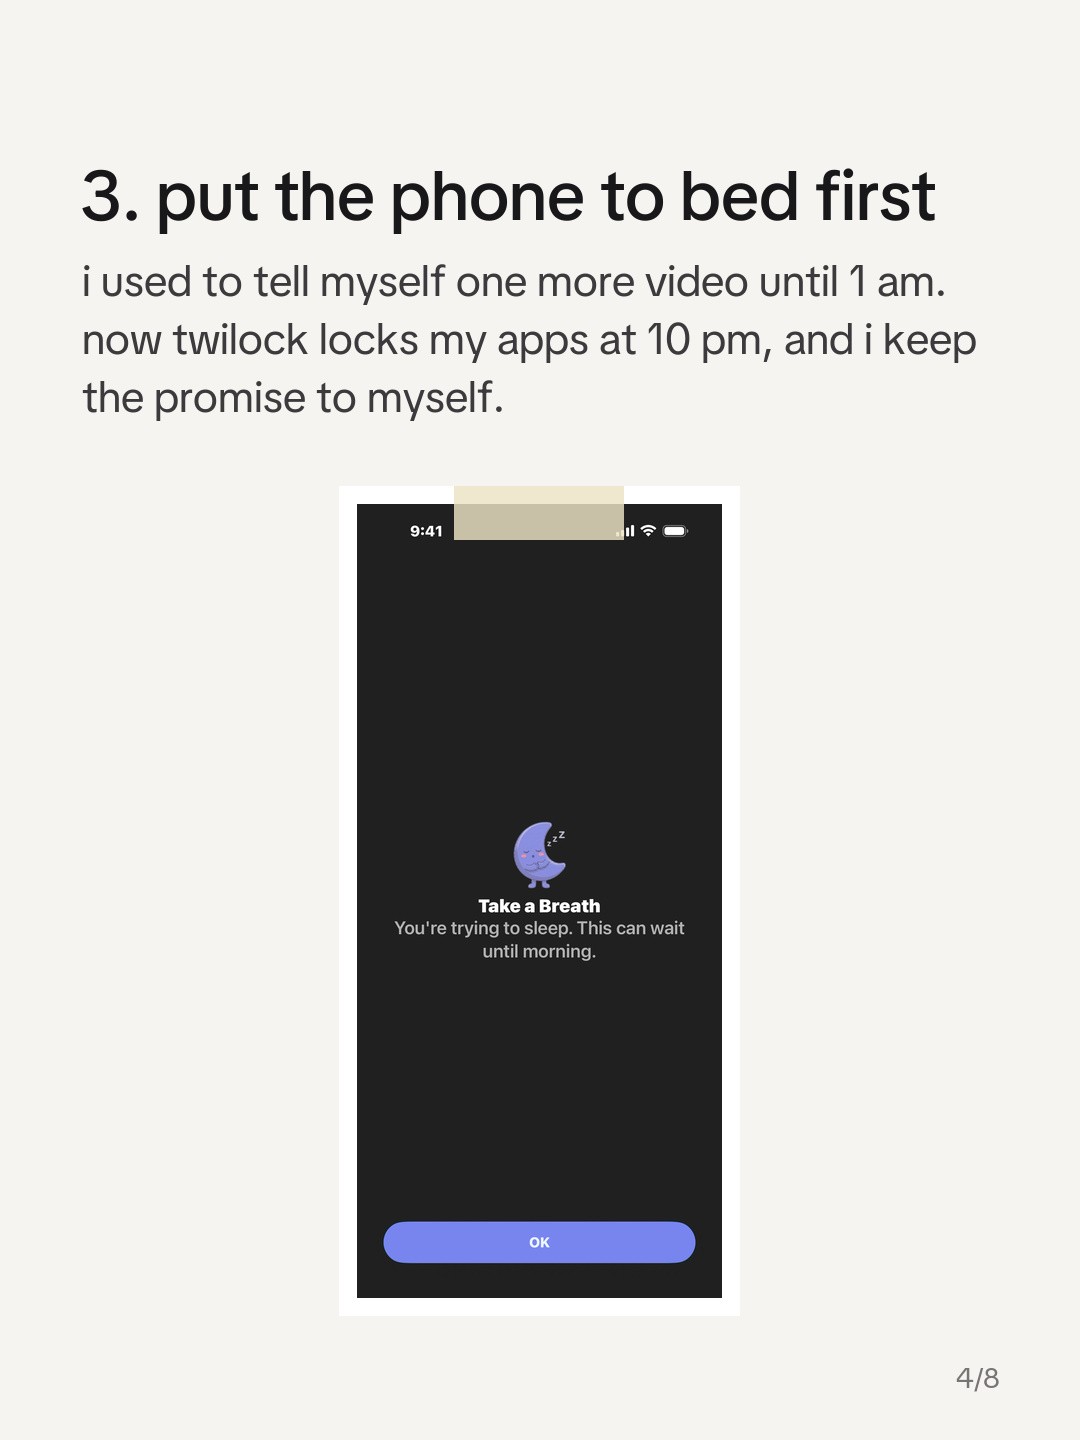 3. put the phone to bed first
i used to tell myself one more video until 1 am.
now twilock locks my apps at 10 pm, and i keep
the promise to myself.
9:41
z z z
Take a Breath
You're trying to sleep. This can wait
until morning.
OK
4/8